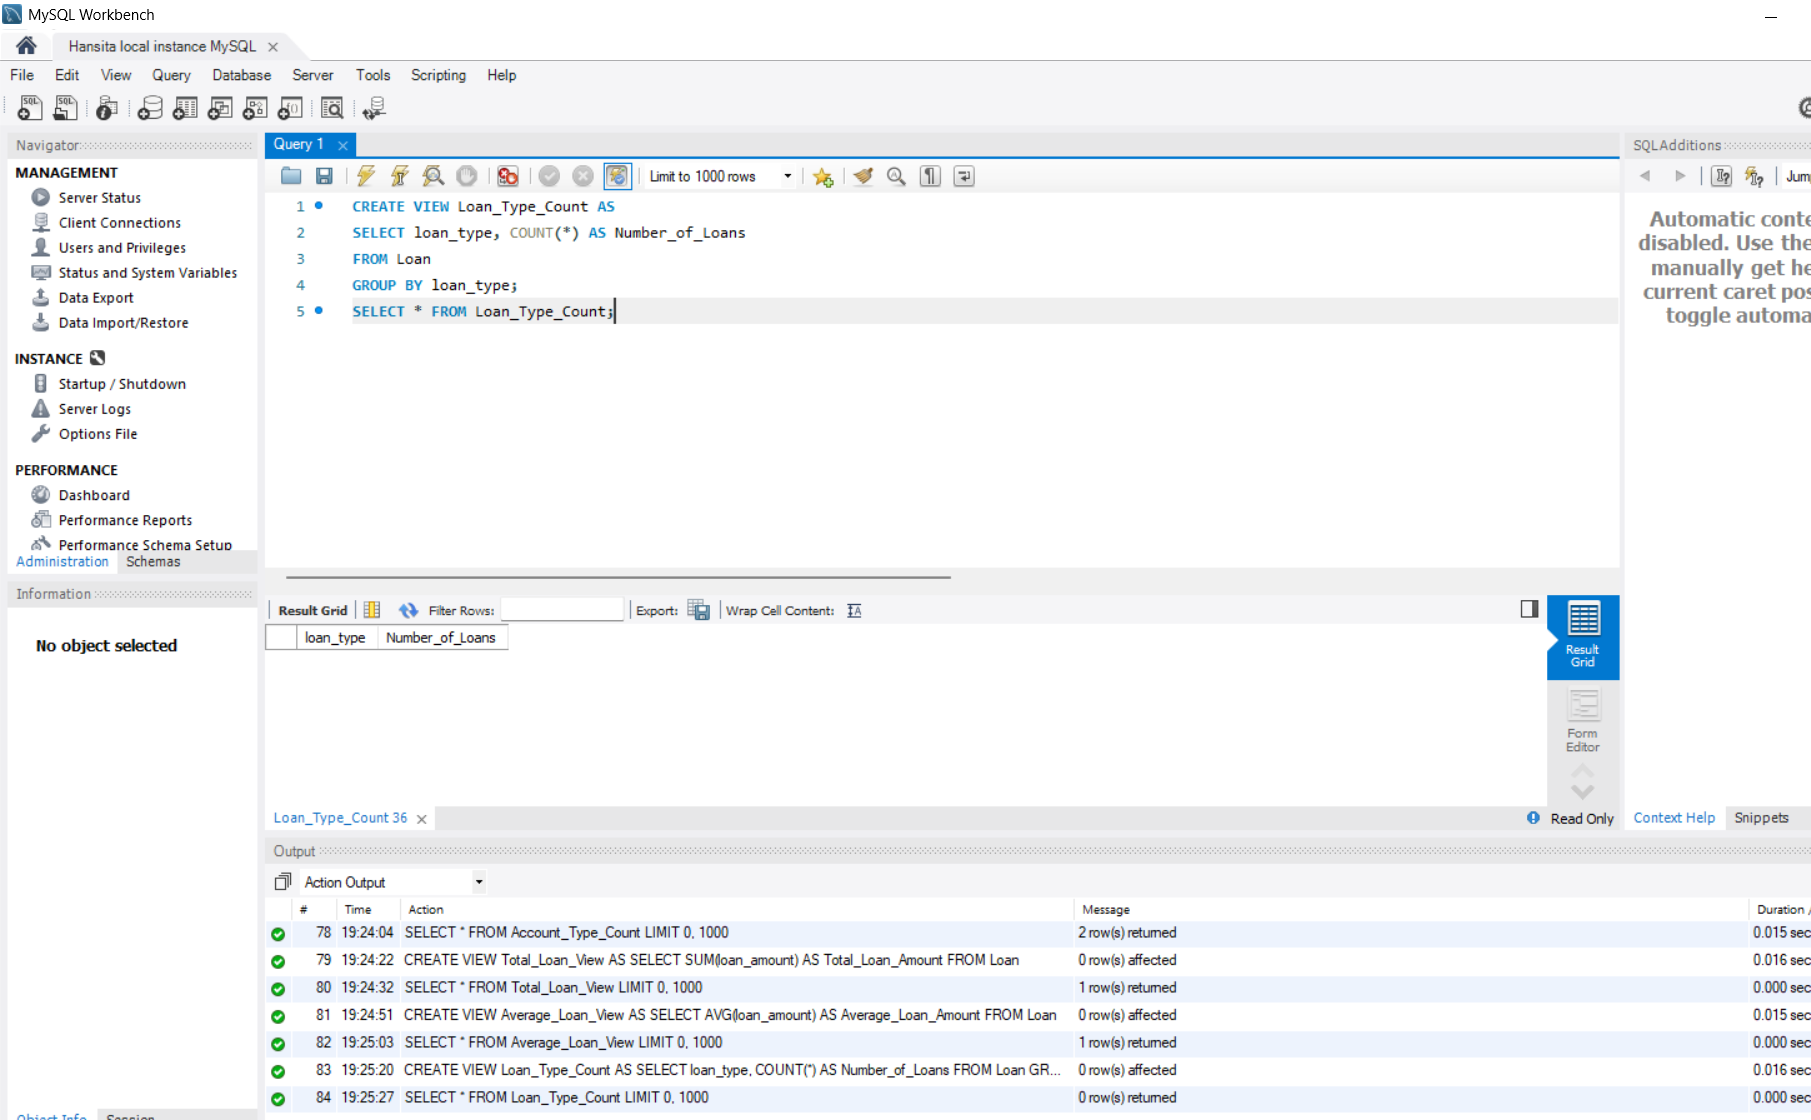 MySQL Workbench
Hansita local instance MySQL
File Edit View Query Database Server Tools Scripting Help
Navigator
MANAGEMENT
Server Status
Client Connections
Users and Privileges
Status and System Variables
Data Export
Data Import/Restore
INSTANCE
Startup / Shutdown
Server Logs
Options File
PERFORMANCE
Dashboard
Performance Reports
Performance Schema Setup
Administration Schemas
Information
No object selected
Object Info Session
Query 1
Limit to 1000 rows
1 CREATE VIEW Loan_Type_Count AS
2 SELECT loan_type, COUNT(*) AS Number_of_Loans
3 FROM Loan
4 GROUP BY loan_type;
5 SELECT * FROM Loan_Type_Count;
Result Grid Filter Rows: Export: Wrap Cell Content:
loan_type Number_of_Loans
Result
Grid
Form
Editor
Loan_Type_Count 36
Read Only
SQLAdditions
Jum
Automatic conte
disabled. Use the
manually get he
current caret pos
toggle automa
Context Help Snippets
Output
Action Output
# Time Action Message Duration /
78 19:24:04 SELECT * FROM Account_Type_Count LIMIT 0, 1000 2 row(s) returned 0.015 sec
79 19:24:22 CREATE VIEW Total_Loan_View AS SELECT SUM(loan_amount) AS Total_Loan_Amount FROM Loan 0 row(s) affected 0.016 sec
80 19:24:32 SELECT * FROM Total_Loan_View LIMIT 0, 1000 1 row(s) returned 0.000 sec
81 19:24:51 CREATE VIEW Average_Loan_View AS SELECT AVG(loan_amount) AS Average_Loan_Amount FROM Loan 0 row(s) affected 0.015 sec
82 19:25:03 SELECT * FROM Average_Loan_View LIMIT 0, 1000 1 row(s) returned 0.000 sec
83 19:25:20 CREATE VIEW Loan_Type_Count AS SELECT loan_type, COUNT(*) AS Number_of_Loans FROM Loan GR... 0 row(s) affected 0.016 sec
84 19:25:27 SELECT * FROM Loan_Type_Count LIMIT 0, 1000 0 row(s) returned 0.000 sec